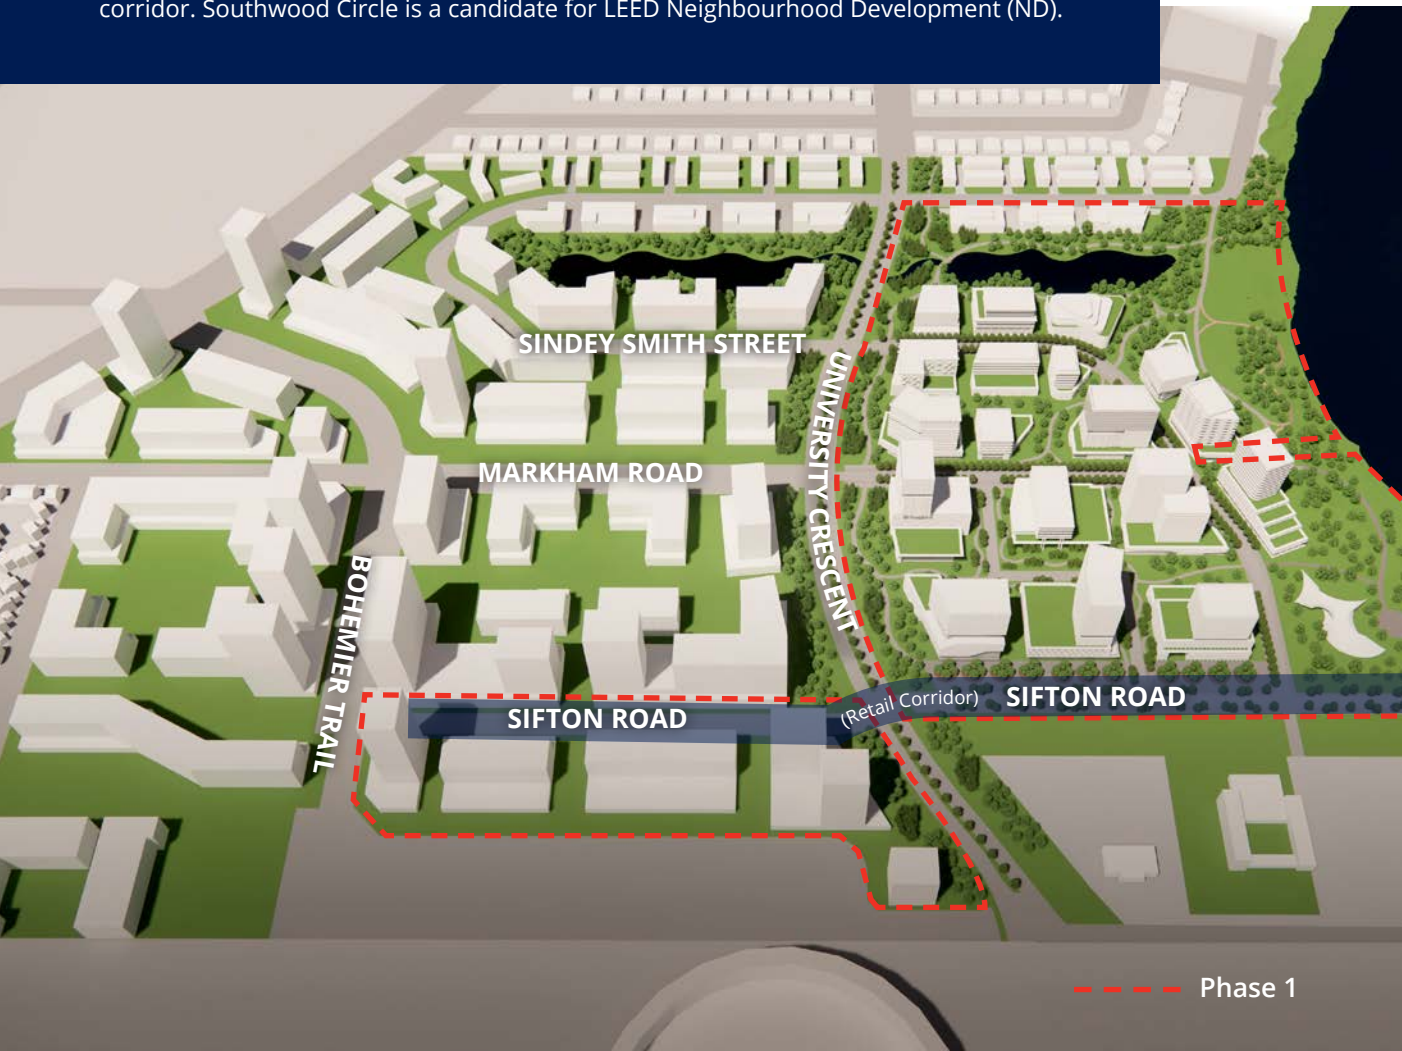 corridor. Southwood Circle is a candidate for LEED Neighbourhood Development (ND).
SINDEY SMITH STREET
UNIVERSITY CRESCENT
MARKHAM ROAD
BOHEMIER TRAIL
(Retail Corridor)
SIFTON ROAD
SIFTON ROAD
Phase 1